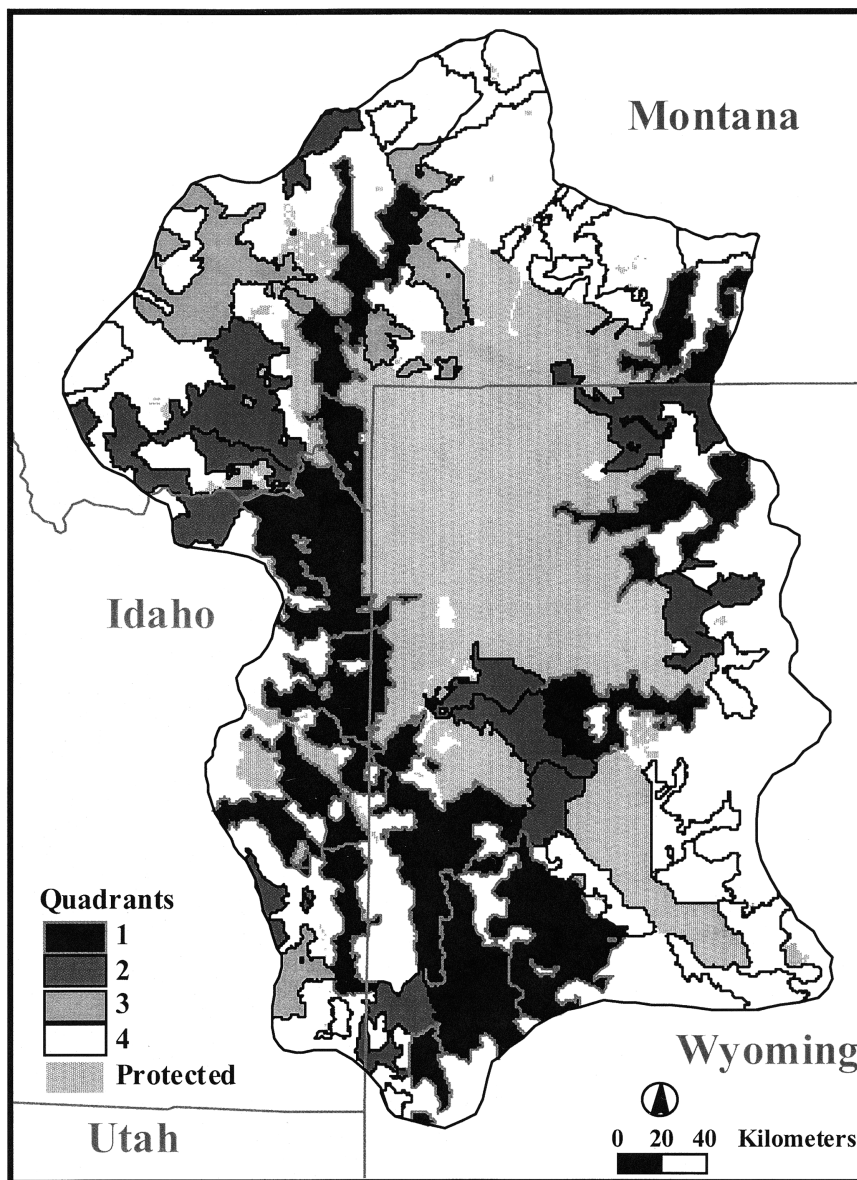 Montana
Idaho
Quadrants
1
2
3
4
Protected
Wyoming
Utah
0 20 40 Kilometers